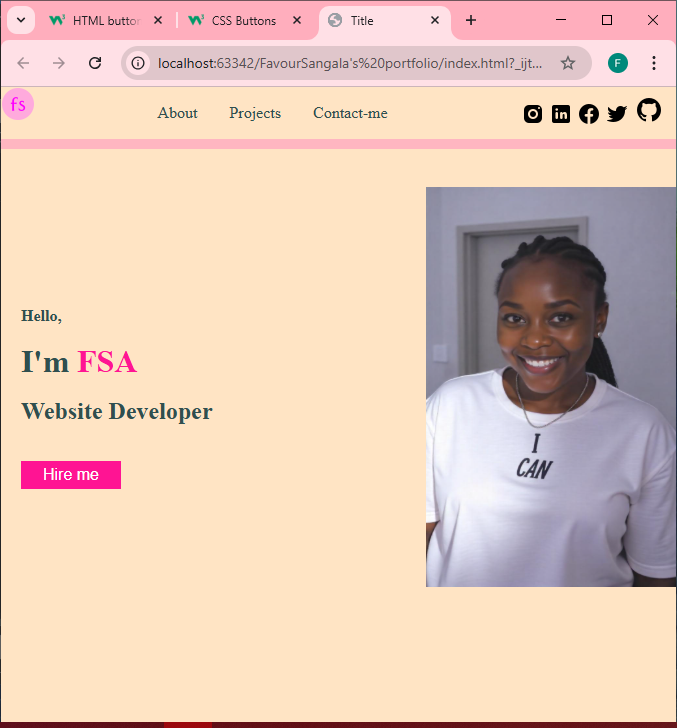 HTML button
CSS Buttons
Title
localhost:63342/FavourSangala's%20portfolio/index.html?_ijt...
F
fs
About
Projects
Contact-me
in
Hello,
I'm FSA
Website Developer
Hire me
I
CAN